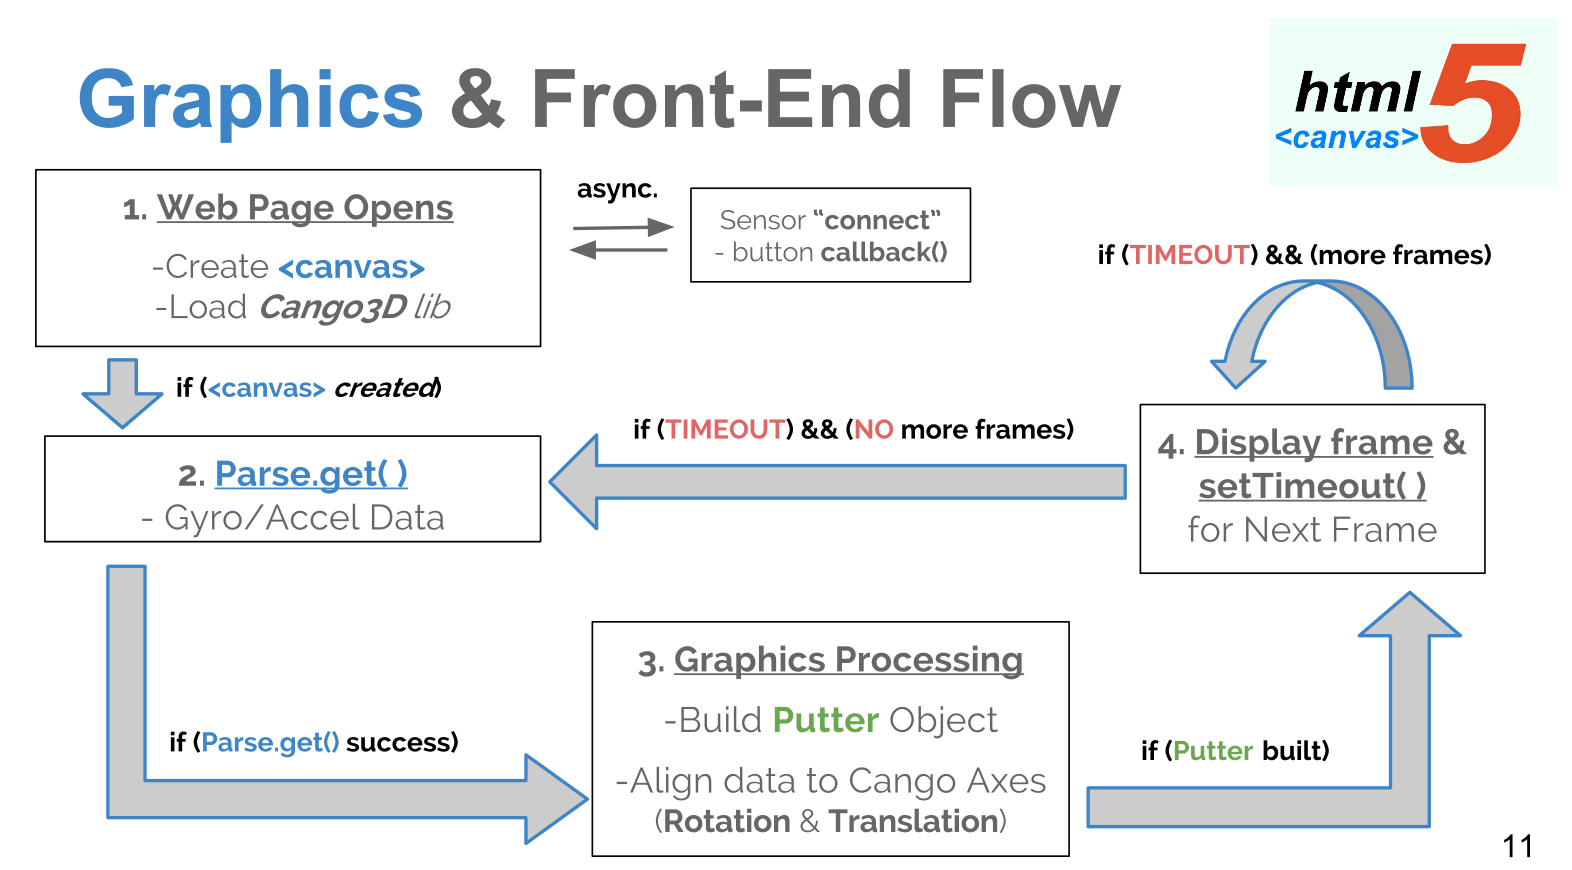 Graphics & Front-End Flow
html
<canvas>
5
1. Web Page Opens
-Create <canvas>
-Load Cango3D lib
async.
Sensor “connect”
- button callback()
if (TIMEOUT) && (more frames)
if (<canvas> created)
if (TIMEOUT) && (NO more frames)
2. Parse.get( )
- Gyro/Accel Data
4. Display frame &
setTimeout( )
for Next Frame
3. Graphics Processing
-Build Putter Object
-Align data to Cango Axes
(Rotation & Translation)
if (Parse.get() success)
if (Putter built)
11